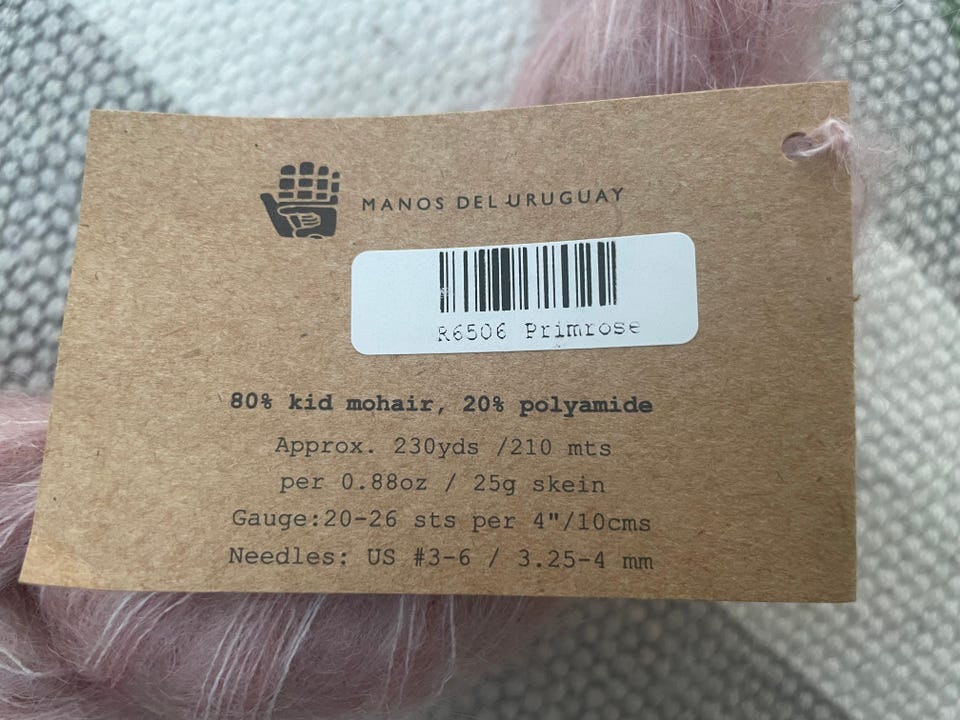 MANOS DEL URUGUAY
R6506 Primrose
80% kid mohair, 20% polyamide
Approx. 230yds /210 mts
per 0.88oz / 25g skein
Gauge:20-26 sts per 4"/10cms
Needles: US #3-6 / 3.25-4 mm